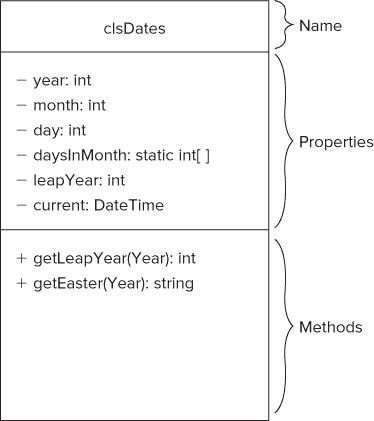 clsDates
Name
− year: int
− month: int
− day: int
− daysInMonth: static int[ ]
− leapYear: int
− current: DateTime
Properties
+ getLeapYear(Year): int
+ getEaster(Year): string
Methods